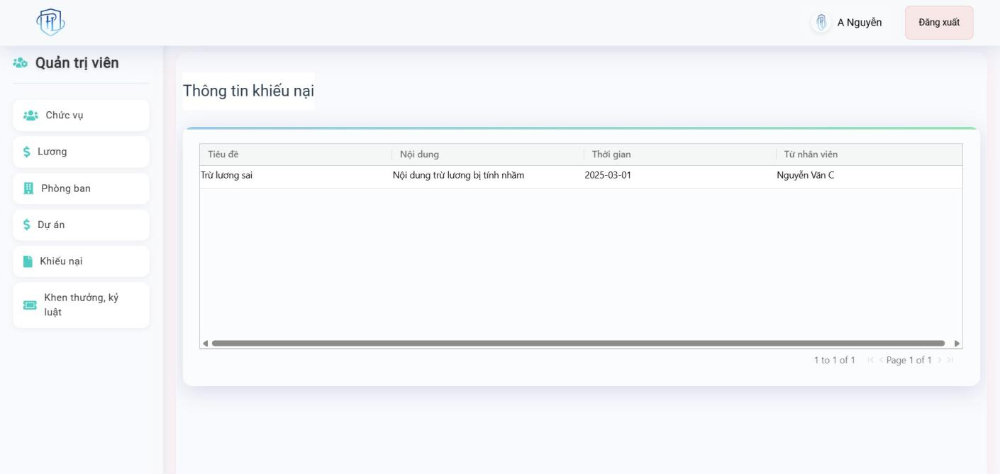 A Nguyễn
Đăng xuất
Quản trị viên
Chức vụ
Lương
Phòng ban
Dự án
Khiếu nại
Khen thưởng, kỷ
luật
Thông tin khiếu nại
Tiêu đề Nội dung Thời gian Từ nhân viên
Trừ lương sai Nội dung trừ lương bị tính nhầm 2025-03-01 Nguyễn Văn C
1 to 1 of 1 Page 1 of 1